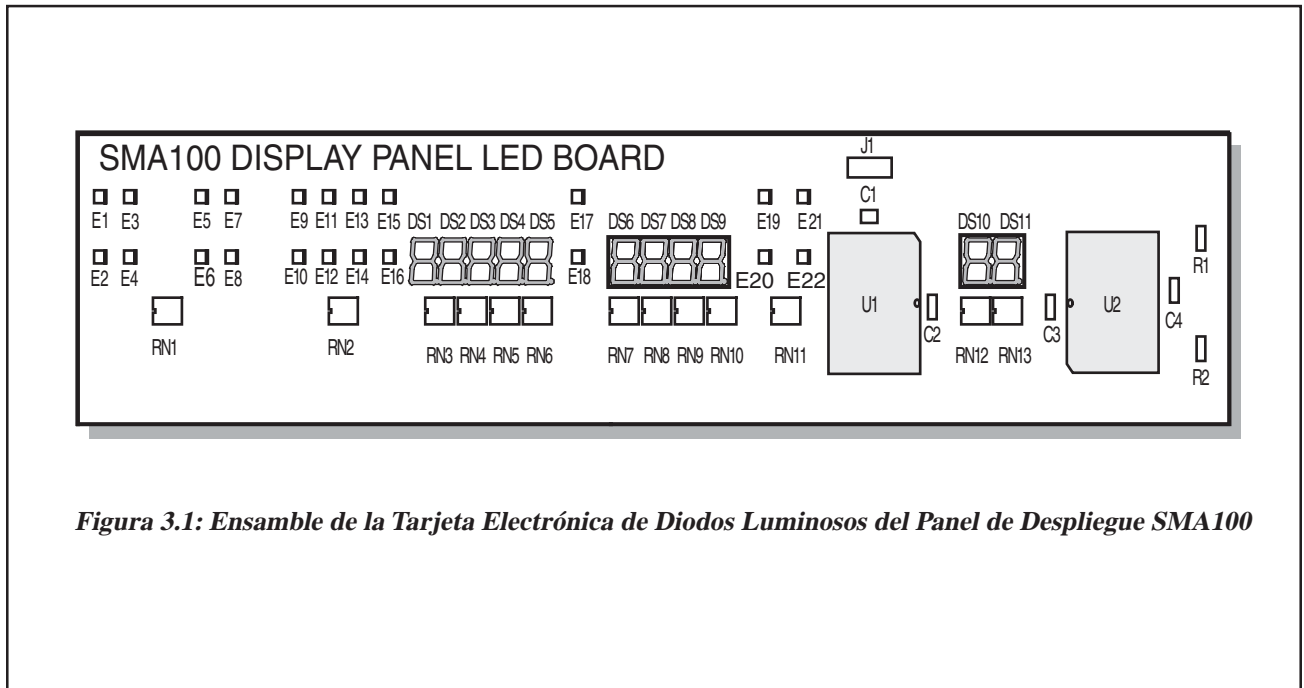 SMA100 DISPLAY PANEL LED BOARD
J1
C1
E1 E3 E5 E7 E9 E11 E13 E15 DS1 DS2 DS3 DS4 DS5 E17 DS6 DS7 DS8 DS9 E19 E21 DS10 DS11
R1
E2 E4 E6 E8 E10 E12 E14 E16 E18 E20 E22
U1 U2
C2 C3 C4
RN1 RN2 RN3 RN4 RN5 RN6 RN7 RN8 RN9 RN10 RN11 RN12 RN13
R2
Figura 3.1: Ensamble de la Tarjeta Electrónica de Diodos Luminosos del Panel de Despliegue SMA100